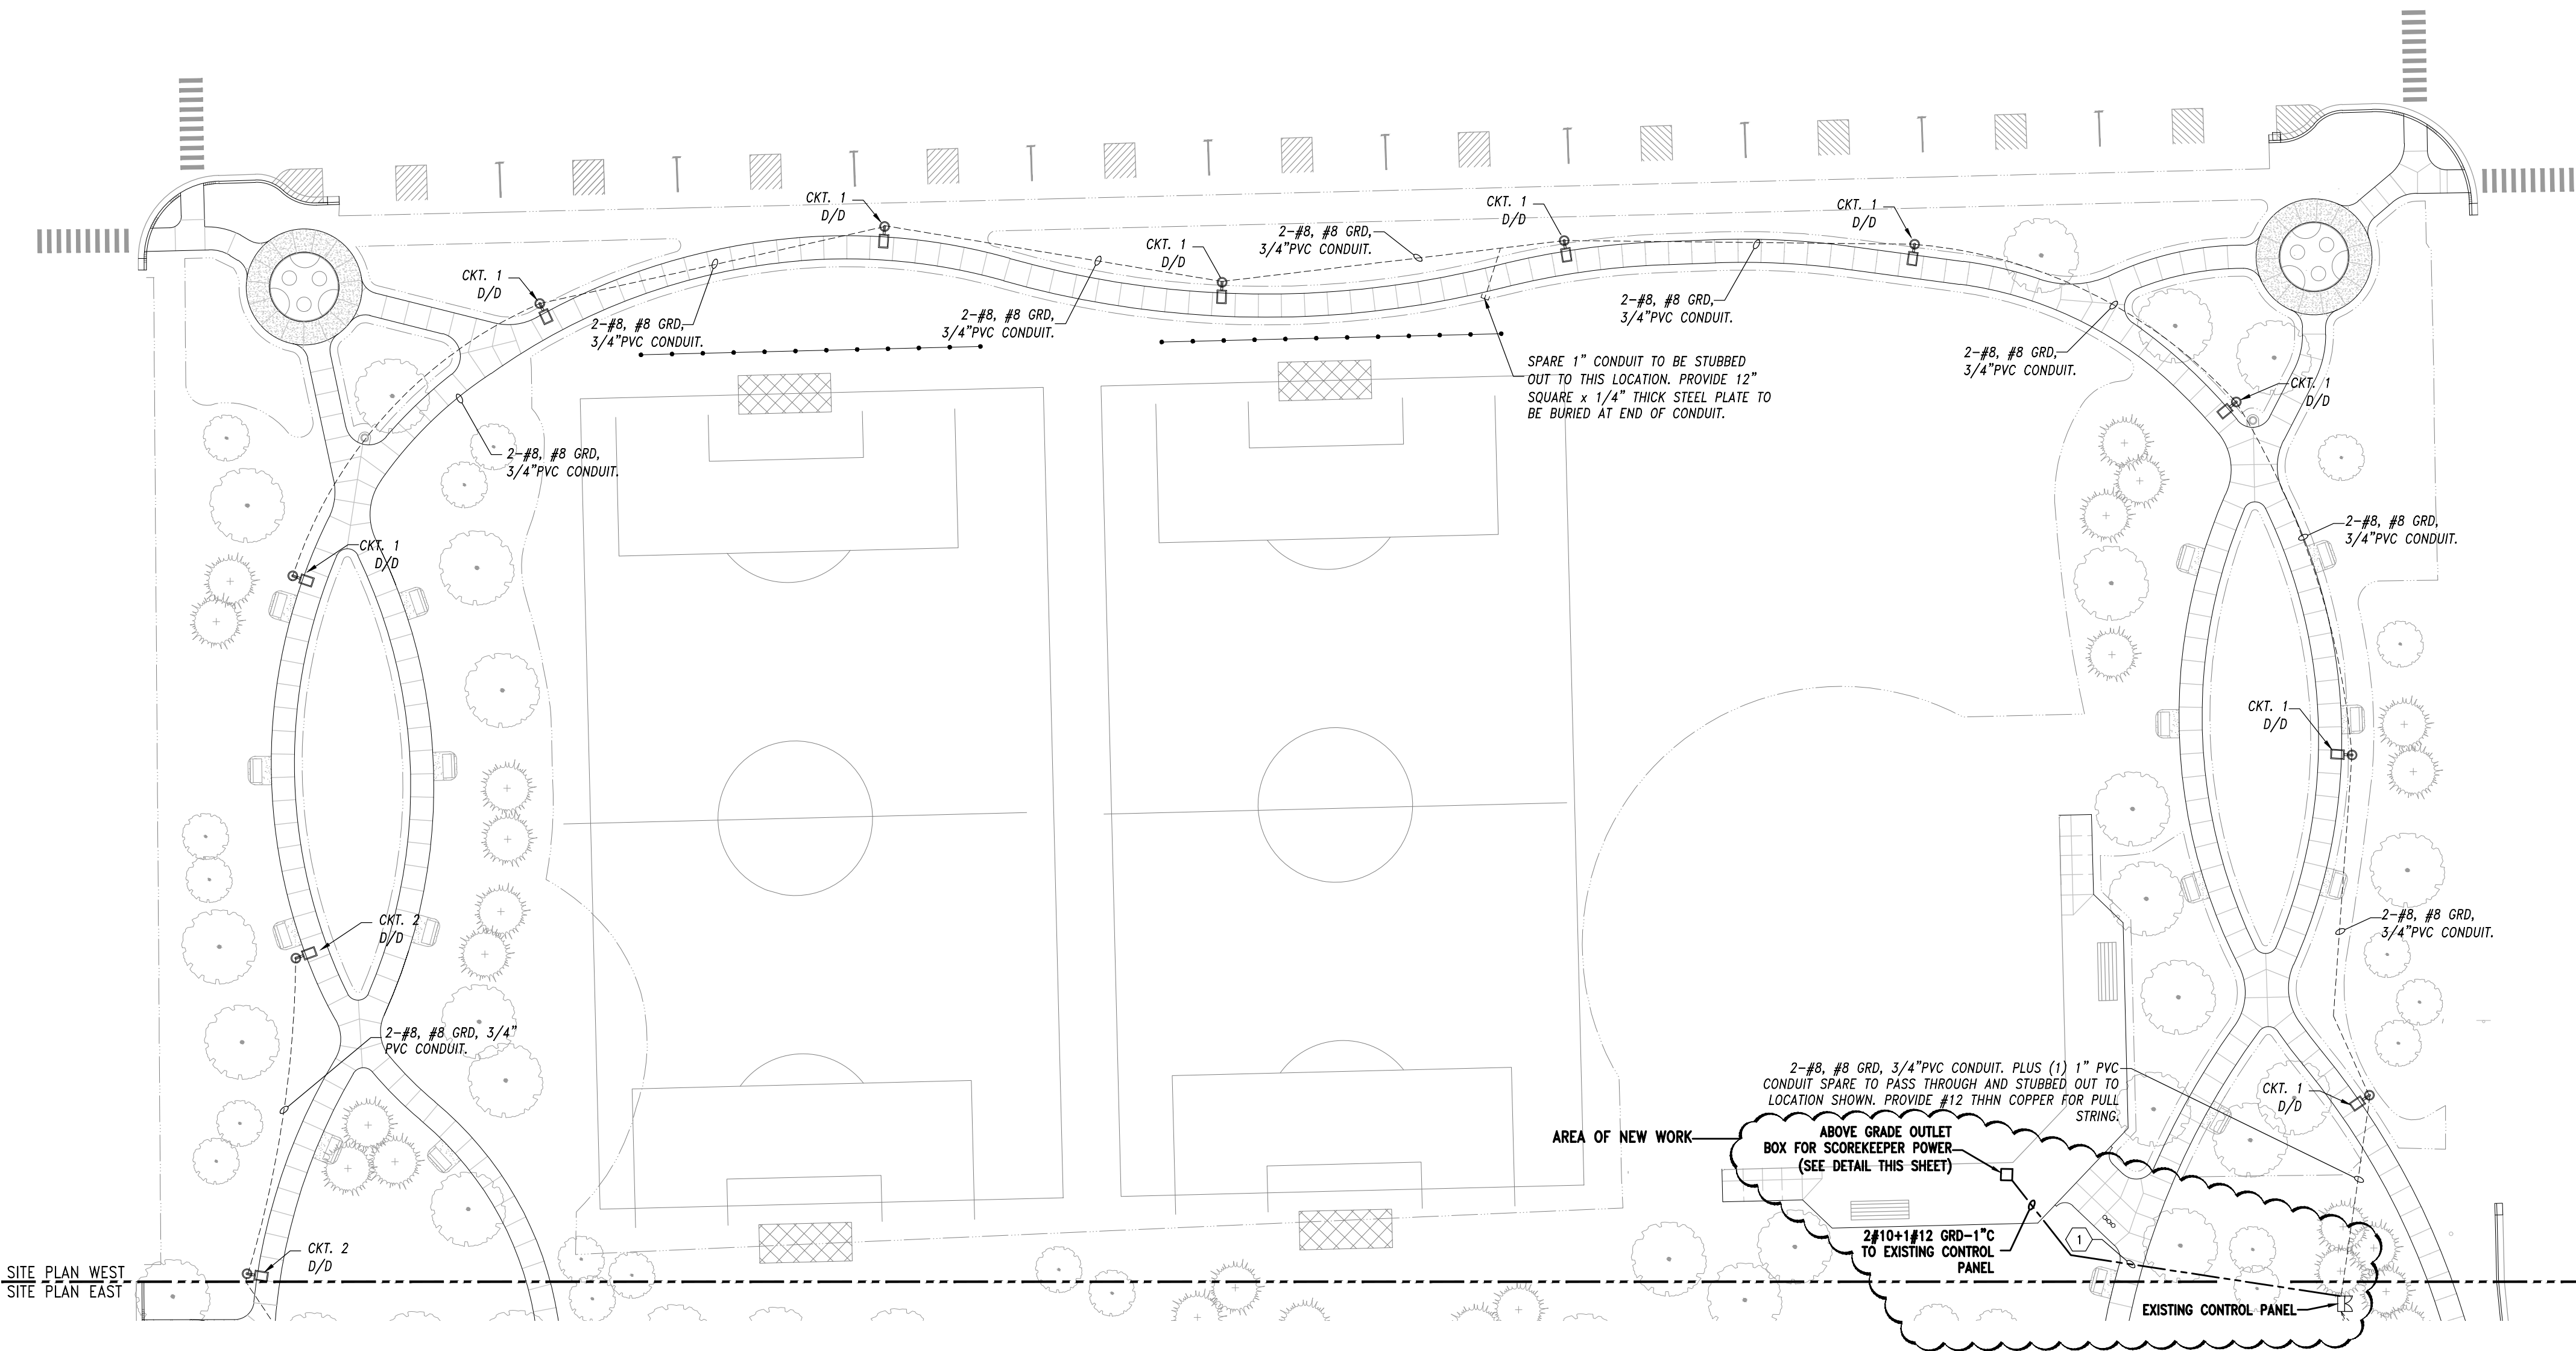 CKT. 1
D/D
CKT. 1
D/D
CKT. 1
D/D
2-#8, #8 GRD,
3/4"PVC CONDUIT.
CKT. 1
D/D
CKT. 1
D/D
2-#8, #8 GRD,
3/4"PVC CONDUIT.
2-#8, #8 GRD,
3/4"PVC CONDUIT.
2-#8, #8 GRD,
3/4"PVC CONDUIT.
2-#8, #8 GRD,
3/4"PVC CONDUIT.
SPARE 1" CONDUIT TO BE STUBBED
OUT TO THIS LOCATION. PROVIDE 12"
SQUARE x 1/4" THICK STEEL PLATE TO
BE BURIED AT END OF CONDUIT.
CKT. 1
D/D
2-#8, #8 GRD,
3/4"PVC CONDUIT.
2-#8, #8 GRD,
3/4"PVC CONDUIT.
CKT. 1
D/D
2-#8, #8 GRD,
3/4"PVC CONDUIT.
CKT. 1
D/D
CKT. 2
D/D
2-#8, #8 GRD,
3/4"PVC CONDUIT.
2-#8, #8 GRD, 3/4"
PVC CONDUIT.
2-#8, #8 GRD, 3/4"PVC CONDUIT. PLUS (1) 1" PVC
CONDUIT SPARE TO PASS THROUGH AND STUBBED OUT TO
LOCATION SHOWN. PROVIDE #12 THHN COPPER FOR PULL
STRING.
CKT. 1
D/D
AREA OF NEW WORK
ABOVE GRADE OUTLET
BOX FOR SCOREKEEPER POWER
(SEE DETAIL THIS SHEET)
2#10+1#12 GRD-1"C
TO EXISTING CONTROL
PANEL
1
CKT. 2
D/D
SITE PLAN WEST
SITE PLAN EAST
EXISTING CONTROL PANEL